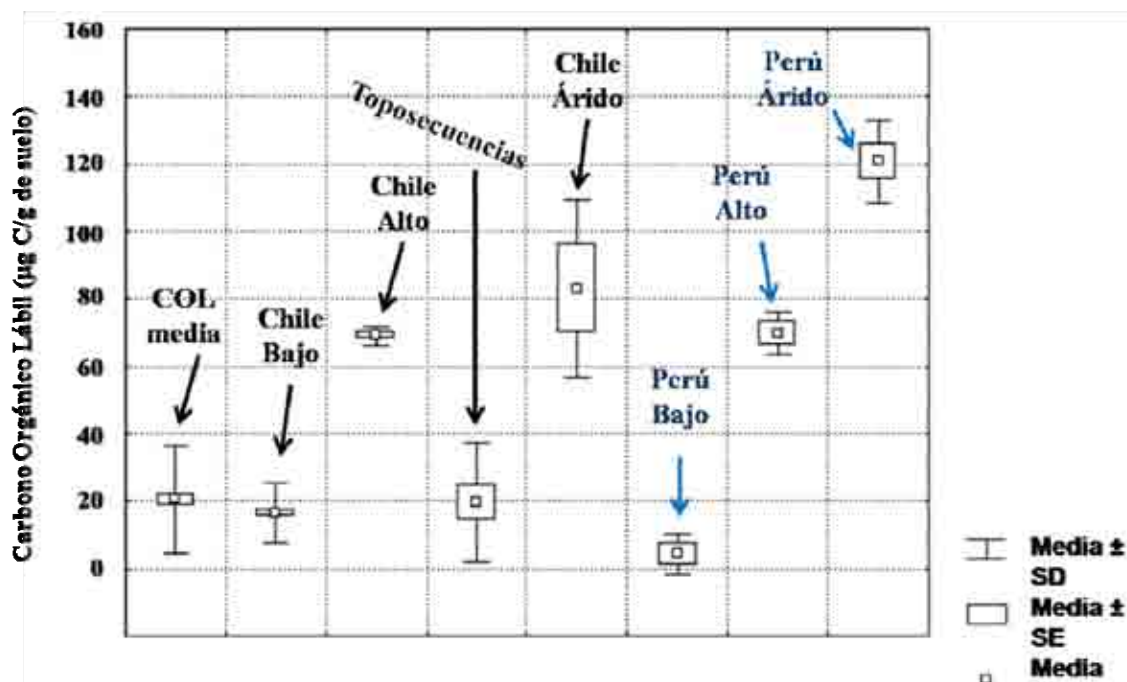 Carbono Orgánico Lábil (µg C/g de suelo)
160
140
120
100
80
60
40
20
0
COL
media
Chile
Bajo
Chile
Alto
Toposecuencias
Chile
Árido
Perú
Bajo
Perú
Alto
Perú
Árido
Media ±
SD
Media ±
SE
Media